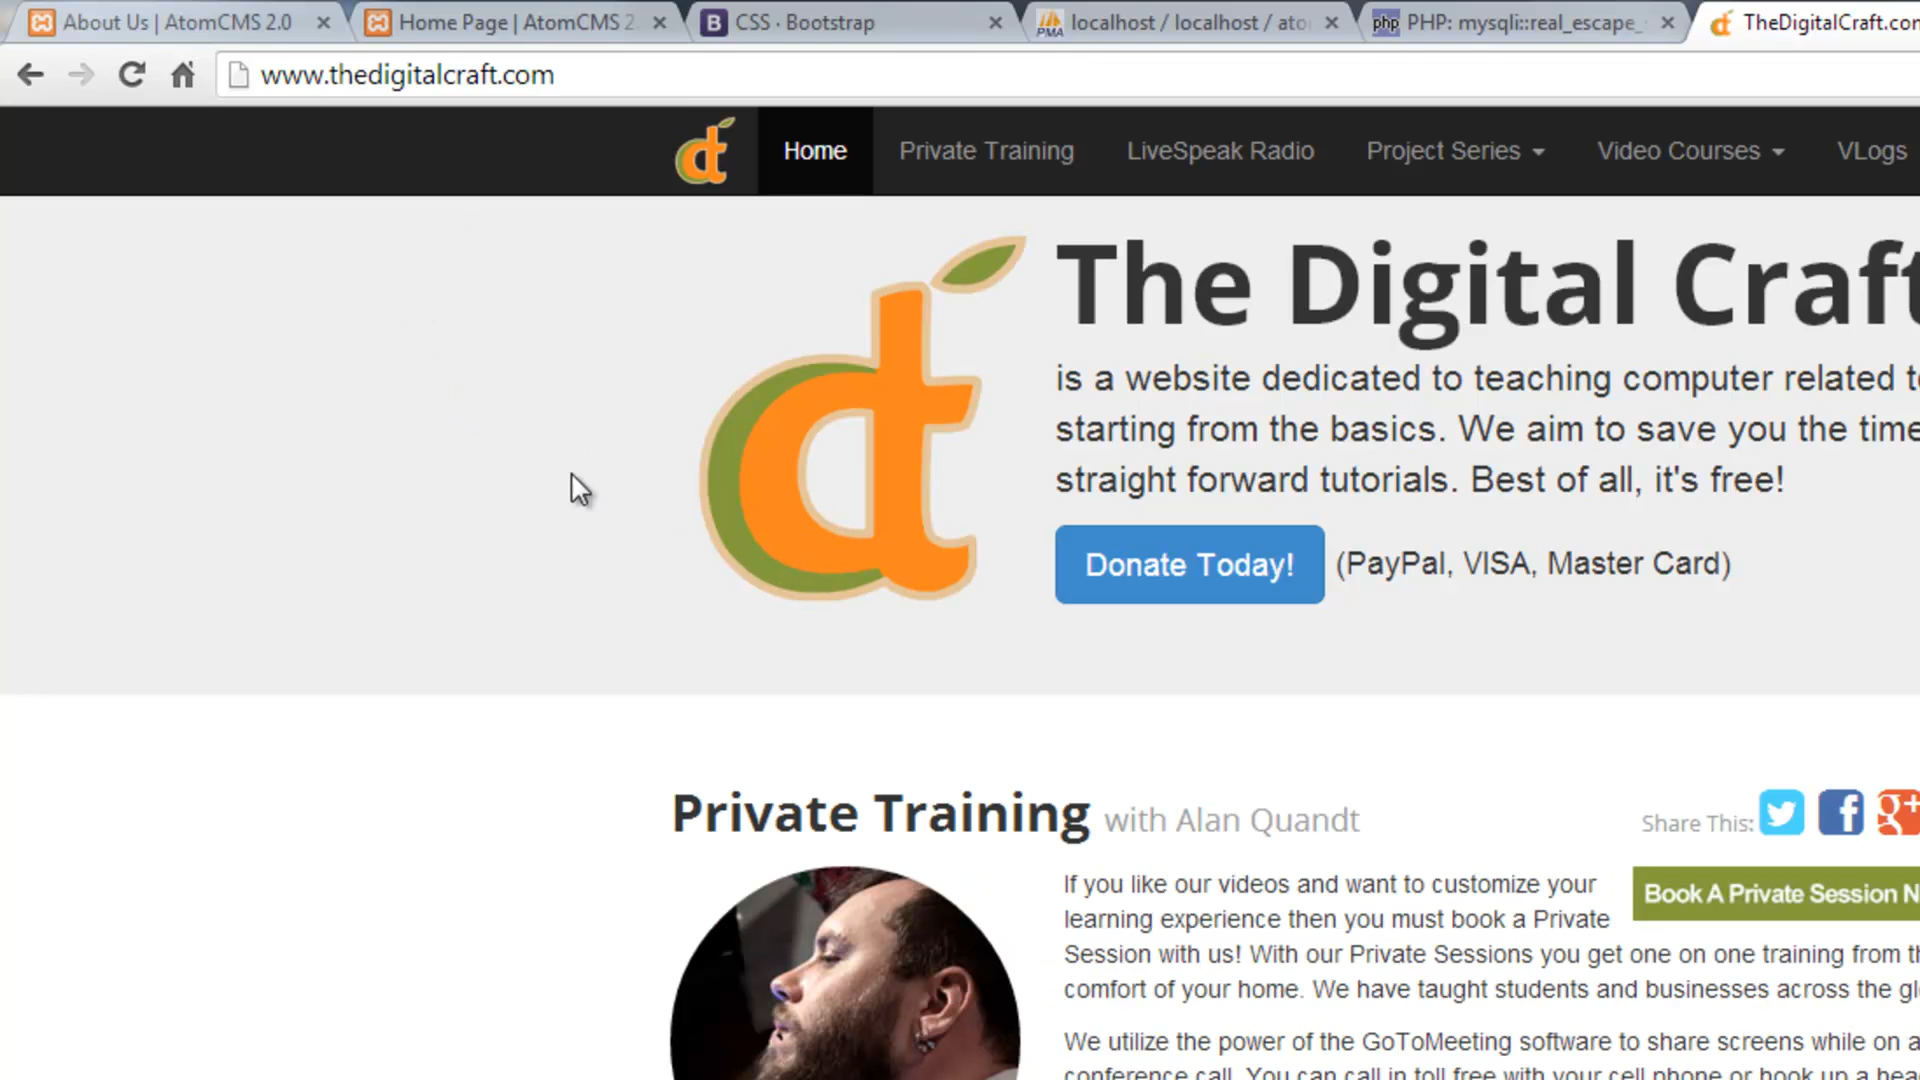 About Us | AtomCMS 2.0
Home Page | AtomCMS 2.
B CSS · Bootstrap
PMA localhost / localhost / ato
php PHP: mysqli::real_escape_
TheDigitalCraft.con
www.thedigitalcraft.com
Home Private Training LiveSpeak Radio Project Series Video Courses VLogs
The Digital Craft
is a website dedicated to teaching computer related t
starting from the basics. We aim to save you the time
straight forward tutorials. Best of all, it's free!
Donate Today! (PayPal, VISA, Master Card)
Private Training with Alan Quandt
Share This:
If you like our videos and want to customize your
learning experience then you must book a Private
Book A Private Session N
Session with us! With our Private Sessions you get one on one training from th
comfort of your home. We have taught students and businesses across the gl
We utilize the power of the GoToMeeting software to share screens while on a
conference call. You can call in toll free with your cell phone or hook up a hea